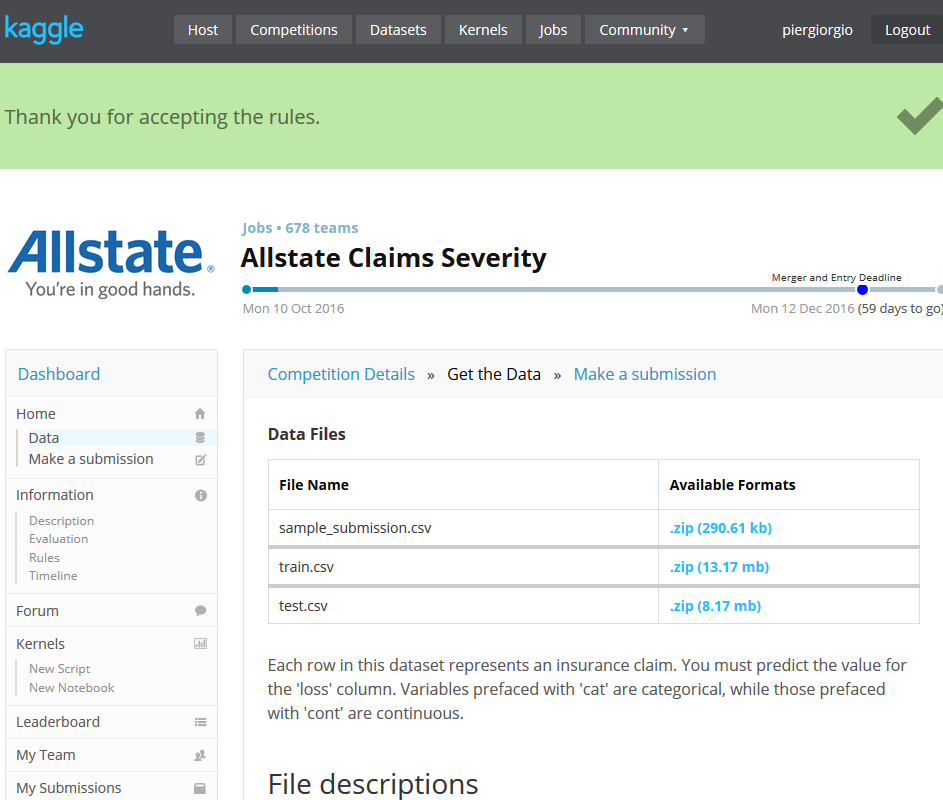 kaggle
Host Competitions Datasets Kernels Jobs Community piergiorgio Logout
Thank you for accepting the rules.
Allstate®
You're in good hands.
Jobs • 678 teams
Allstate Claims Severity
Merger and Entry Deadline
Mon 10 Oct 2016 Mon 12 Dec 2016 (59 days to go)
Dashboard
Home
Data
Make a submission
Information
Description
Evaluation
Rules
Timeline
Forum
Kernels
New Script
New Notebook
Leaderboard
My Team
My Submissions
Competition Details » Get the Data » Make a submission
Data Files
File Name Available Formats
sample_submission.csv .zip (290.61 kb)
train.csv .zip (13.17 mb)
test.csv .zip (8.17 mb)
Each row in this dataset represents an insurance claim. You must predict the value for
the 'loss' column. Variables prefaced with 'cat' are categorical, while those prefaced
with 'cont' are continuous.
File descriptions